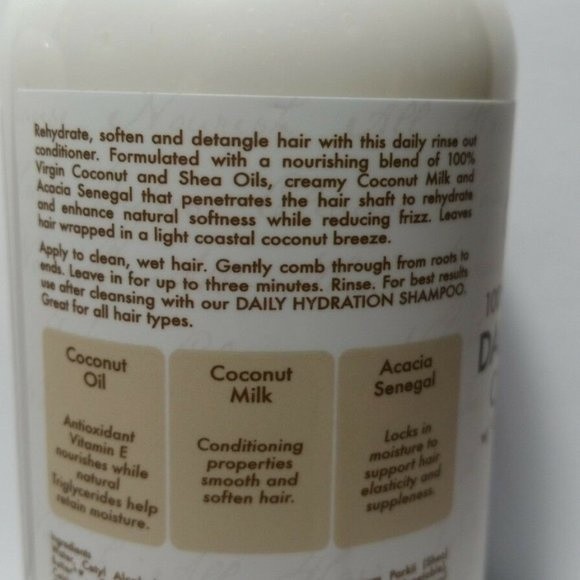 Rehydrate, soften and detangle hair with this daily rinse out
conditioner. Formulated with a nourishing blend of 100%
Virgin Coconut and Shea Oils, creamy Coconut Milk and
Acacia Senegal that penetrates the hair shaft to rehydrate
and enhance natural softness while reducing frizz. Leaves
hair wrapped in a light coastal coconut breeze.
Apply to clean, wet hair. Gently comb through from roots to
ends. Leave in for up to three minutes. Rinse. For best results
use after cleansing with our DAILY HYDRATION SHAMPOO.
Great for all hair types.
Coconut
Oil
Antioxidant
Vitamin E
nourishes while
natural
Triglycerides help
retain moisture.
Coconut
Milk
Conditioning
properties
smooth and
soften hair.
Acacia
Senegal
Locks in
moisture to
support hair
elasticity and
suppleness.
Ingredients
Water, Cetyl